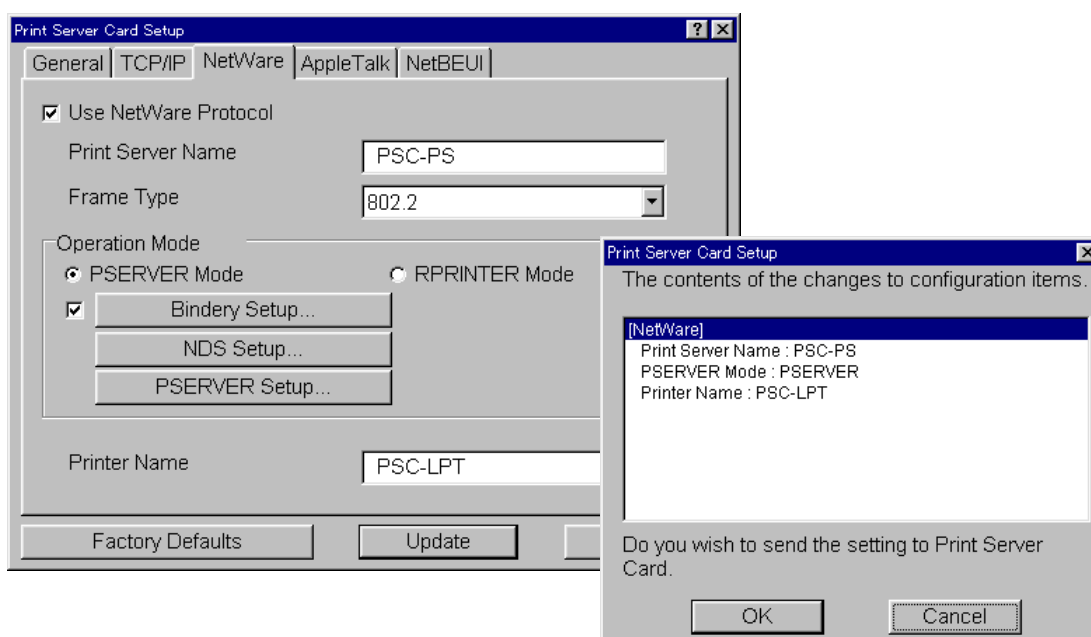 Print Server Card Setup
General TCP/IP NetWare AppleTalk NetBEUI
Use NetWare Protocol
Print Server Name PSC-PS
Frame Type 802.2
Operation Mode
PSERVER Mode RPRINTER Mode
Bindery Setup...
NDS Setup...
PSERVER Setup...
Printer Name PSC-LPT
Factory Defaults Update
Print Server Card Setup
The contents of the changes to configuration items.
[NetWare]
Print Server Name : PSC-PS
PSERVER Mode : PSERVER
Printer Name : PSC-LPT
Do you wish to send the setting to Print Server
Card.
OK Cancel